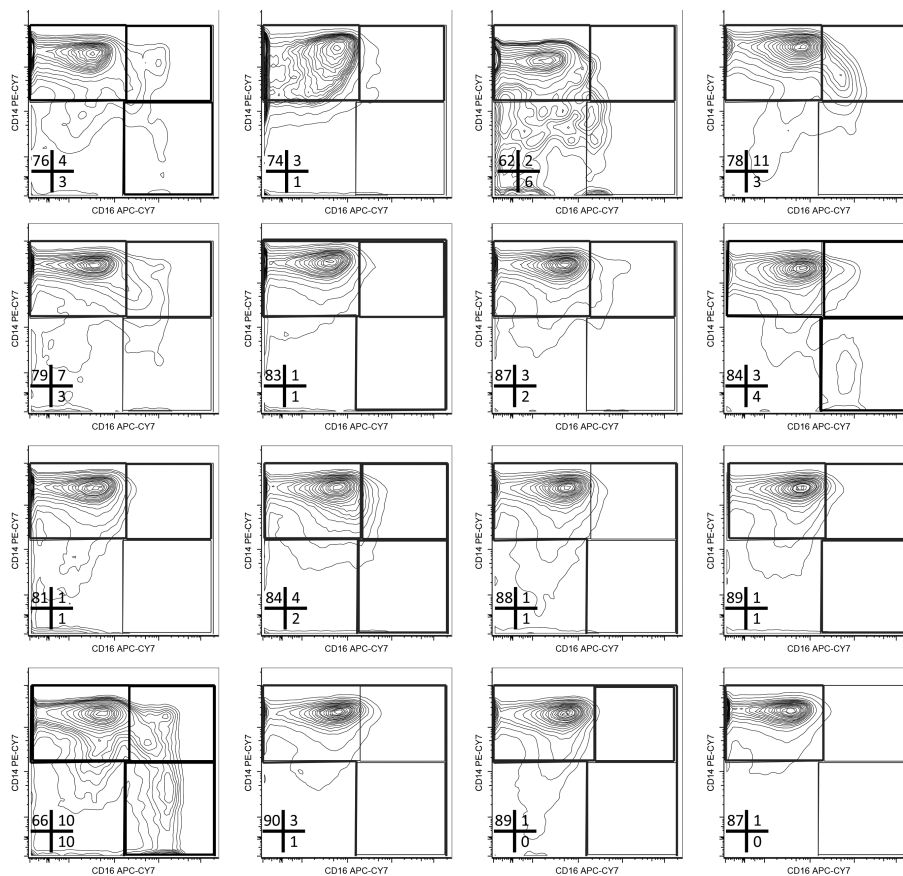 CD14 PE-CY7
76 4
3
CD16 APC-CY7
CD14 PE-CY7
74 3
1
CD16 APC-CY7
CD14 PE-CY7
62 2
6
CD16 APC-CY7
CD14 PE-CY7
78 11
3
CD16 APC-CY7
CD14 PE-CY7
79 7
3
CD16 APC-CY7
CD14 PE-CY7
83 1
1
CD16 APC-CY7
CD14 PE-CY7
87 3
2
CD16 APC-CY7
CD14 PE-CY7
84 3
4
CD16 APC-CY7
CD14 PE-CY7
81 1
1
CD16 APC-CY7
CD14 PE-CY7
84 4
2
CD16 APC-CY7
CD14 PE-CY7
88 1
1
CD16 APC-CY7
CD14 PE-CY7
89 1
1
CD16 APC-CY7
CD14 PE-CY7
66 10
10
CD16 APC-CY7
CD14 PE-CY7
90 3
1
CD16 APC-CY7
CD14 PE-CY7
89 1
0
CD16 APC-CY7
CD14 PE-CY7
87 1
0
CD16 APC-CY7